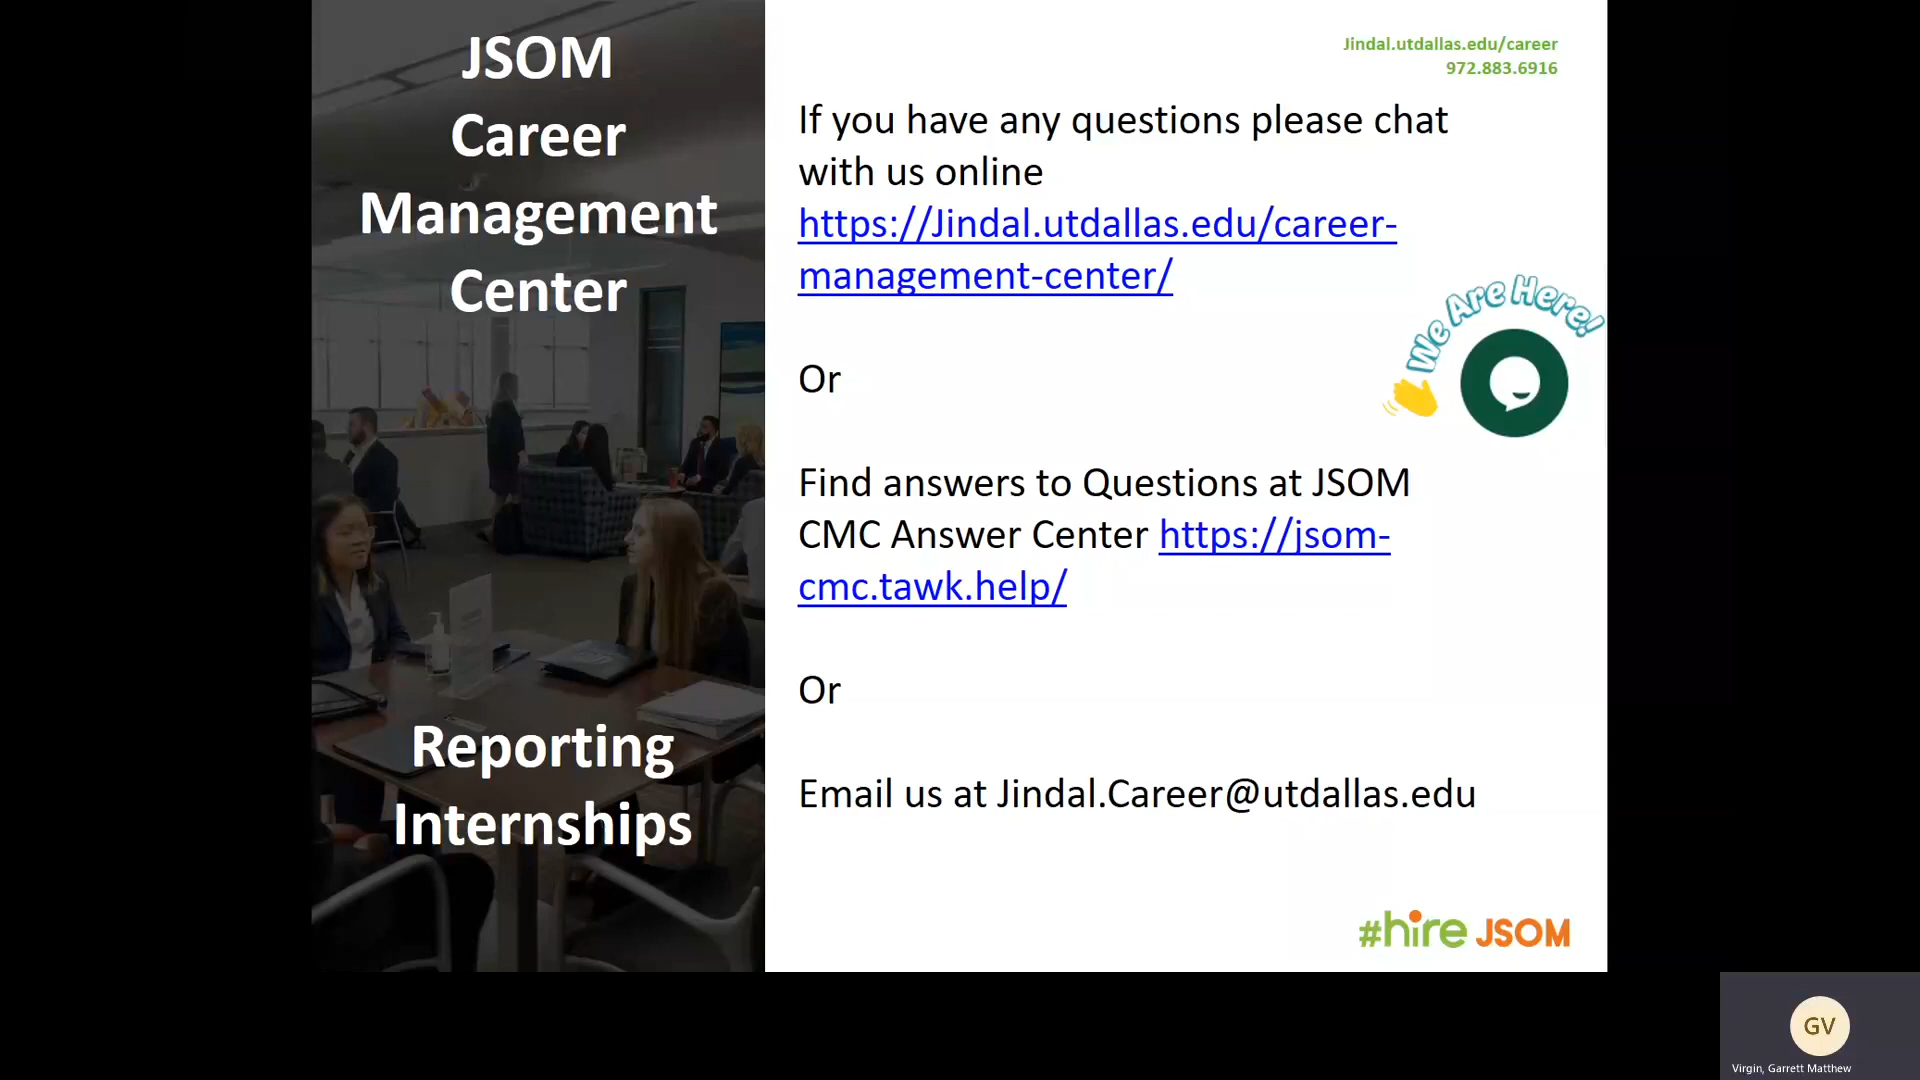 JSOM
Career
Management
Center
Reporting
Internships
Jindal.utdallas.edu/career
972.883.6916
If you have any questions please chat
with us online
https://Jindal.utdallas.edu/career-
management-center/
We Are Here!
Or
Find answers to Questions at JSOM
CMC Answer Center https://jsom-
cmc.tawk.help/
Or
Email us at Jindal.Career@utdallas.edu
#hire JSOM
GV
Virgin, Garrett Matthew